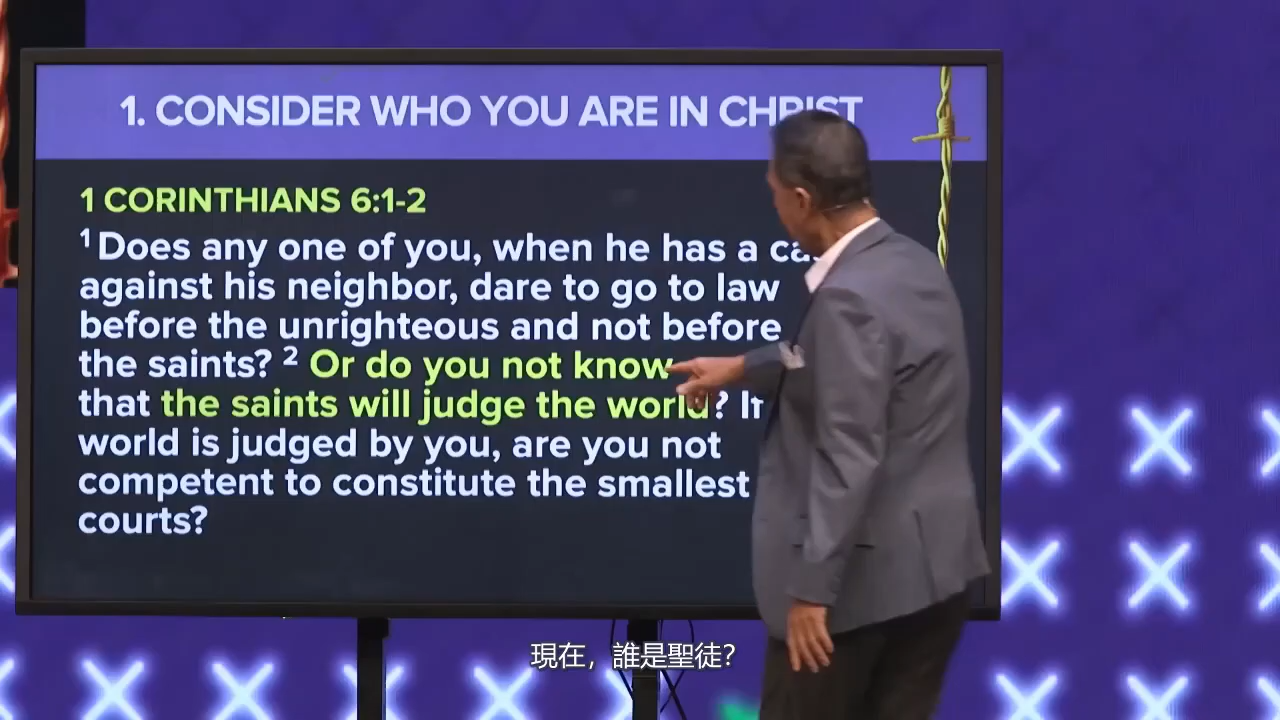 1. CONSIDER WHO YOU ARE IN CHRIST
1 CORINTHIANS 6:1-2
1 Does any one of you, when he has a
against his neighbor, dare to go to law
before the unrighteous and not before
the saints? 2 Or do you not know
that the saints will judge the world?
world is judged by you, are you not
competent to constitute the smallest
courts?
現在，誰是聖徒？